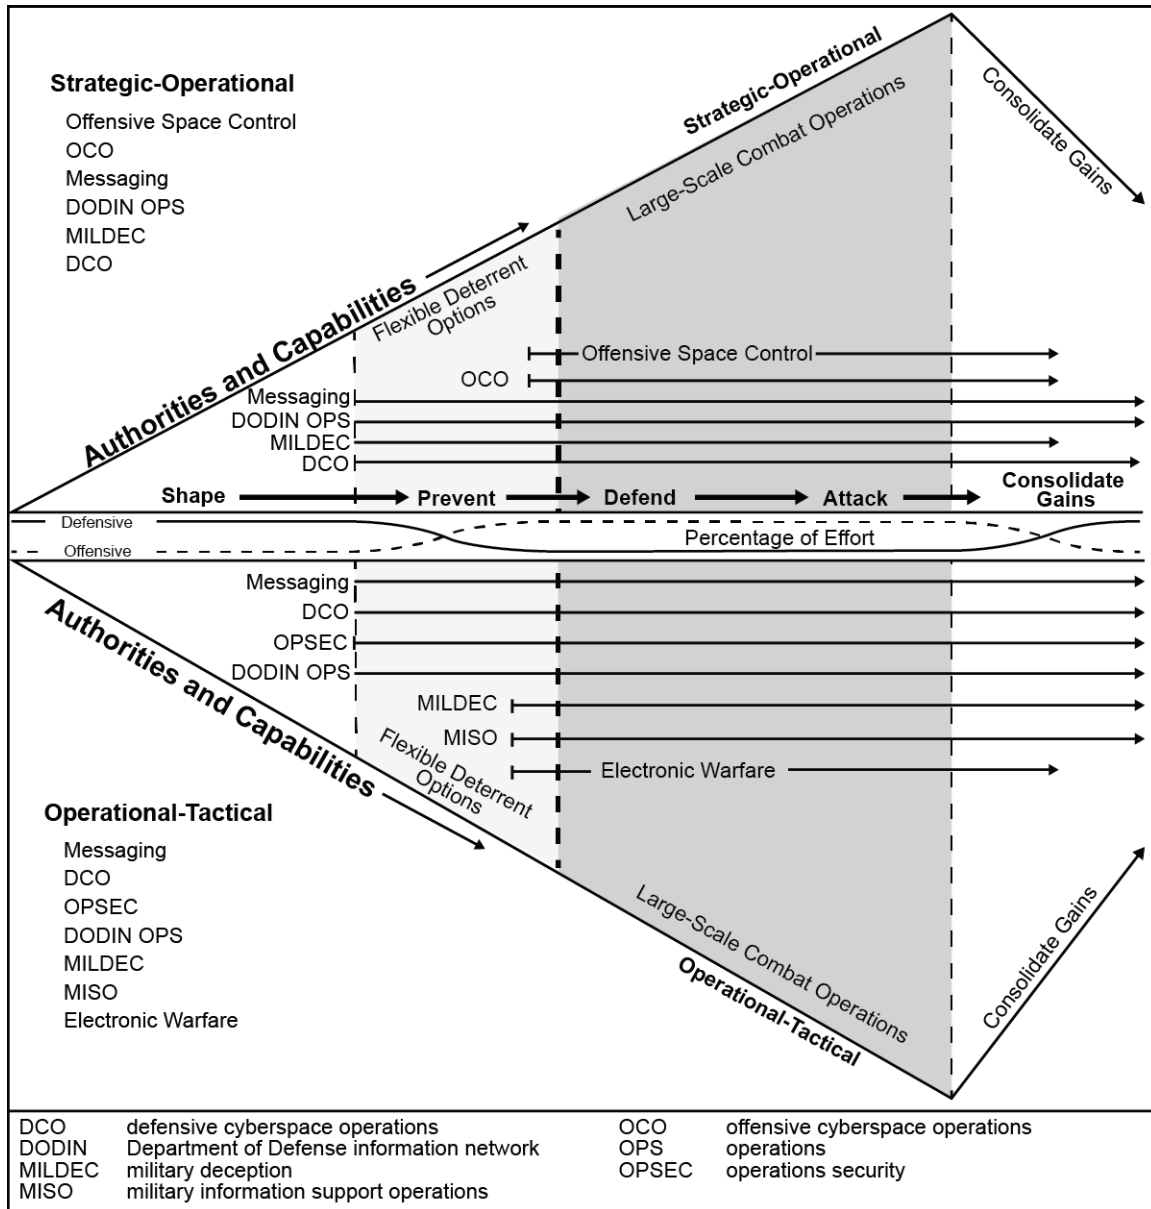 Strategic-Operational
Offensive Space Control
OCO
Messaging
DODIN OPS
MILDEC
DCO
Strategic-Operational
Large-Scale Combat Operations
Consolidate Gains
Authorities and Capabilities
Flexible Deterrent
Options
Offensive Space Control
OCO
Messaging
DODIN OPS
MILDEC
DCO
Shape
Prevent
Defend
Attack
Consolidate
Gains
Defensive
Offensive
Percentage of Effort
Messaging
DCO
OPSEC
DODIN OPS
MILDEC
MISO
Electronic Warfare
Authorities and Capabilities
Flexible Deterrent
Options
Large-Scale Combat Operations
Operational-Tactical
Consolidate Gains
Operational-Tactical
Messaging
DCO
OPSEC
DODIN OPS
MILDEC
MISO
Electronic Warfare
DCO defensive cyberspace operations
DODIN Department of Defense information network
MILDEC military deception
MISO military information support operations
OCO offensive cyberspace operations
OPS operations
OPSEC operations security